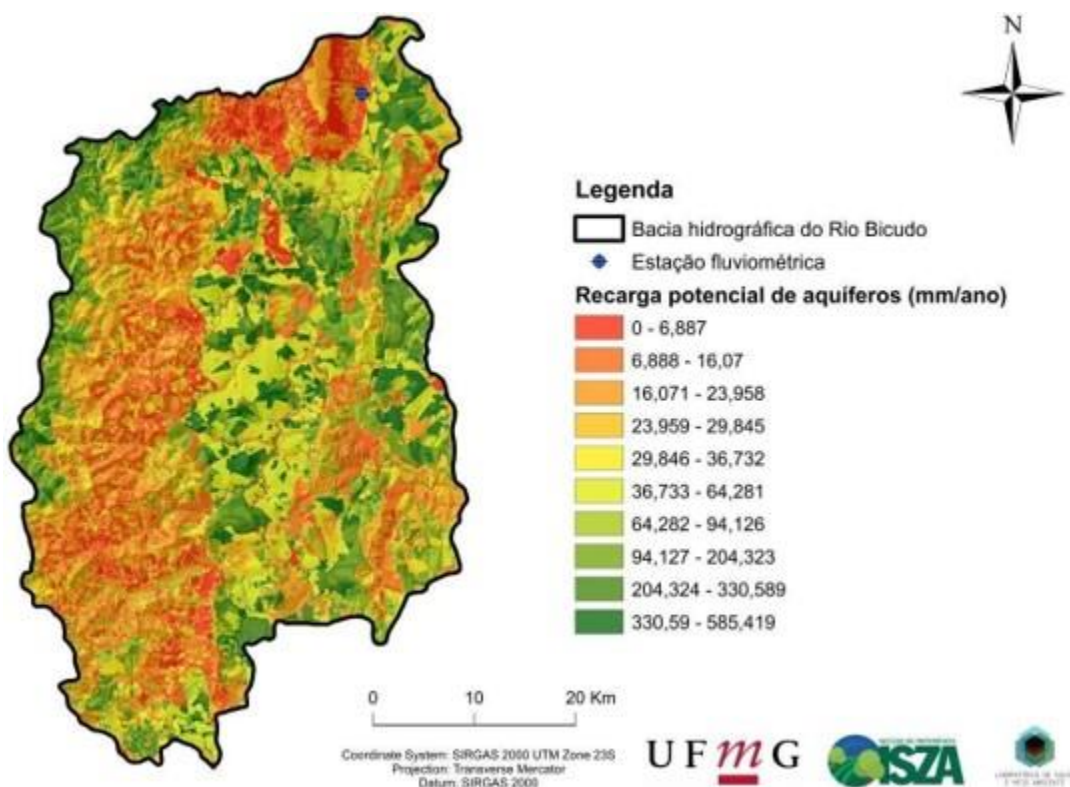 N
Legenda
Bacia hidrográfica do Rio Bicudo
Estação fluviométrica
Recarga potencial de aquíferos (mm/ano)
0 - 6,887
6,888 - 16,07
16,071 - 23,958
23,959 - 29,845
29,846 - 36,732
36,733 - 64,281
64,282 - 94,126
94,127 - 204,323
204,324 - 330,589
330,59 - 585,419
0 10 20 Km
Coordinate System: SIRGAS 2000 UTM Zone 23S
Projection: Transverse Mercator
Datum: SIRGAS 2000
UFmG
ISZA